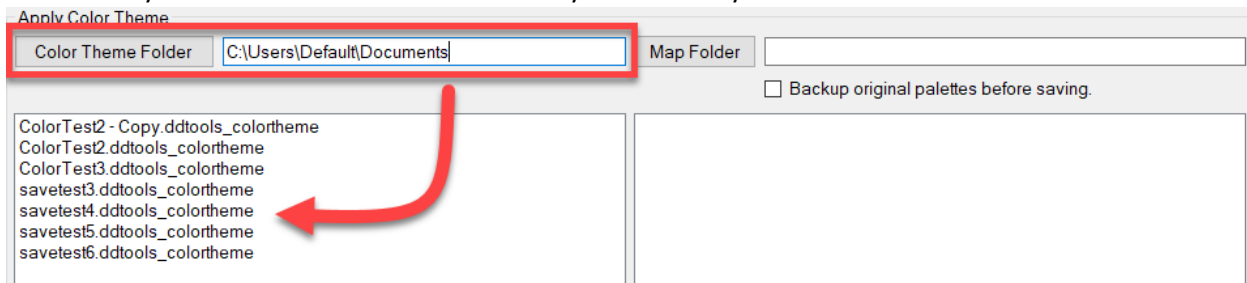 Apply Color Theme
Color Theme Folder C:\Users\Default\Documents Map Folder
Backup original palettes before saving.
ColorTest2 - Copy.ddtools_colortheme
ColorTest2.ddtools_colortheme
ColorTest3.ddtools_colortheme
savetest3.ddtools_colortheme
savetest4.ddtools_colortheme
savetest5.ddtools_colortheme
savetest6.ddtools_colortheme